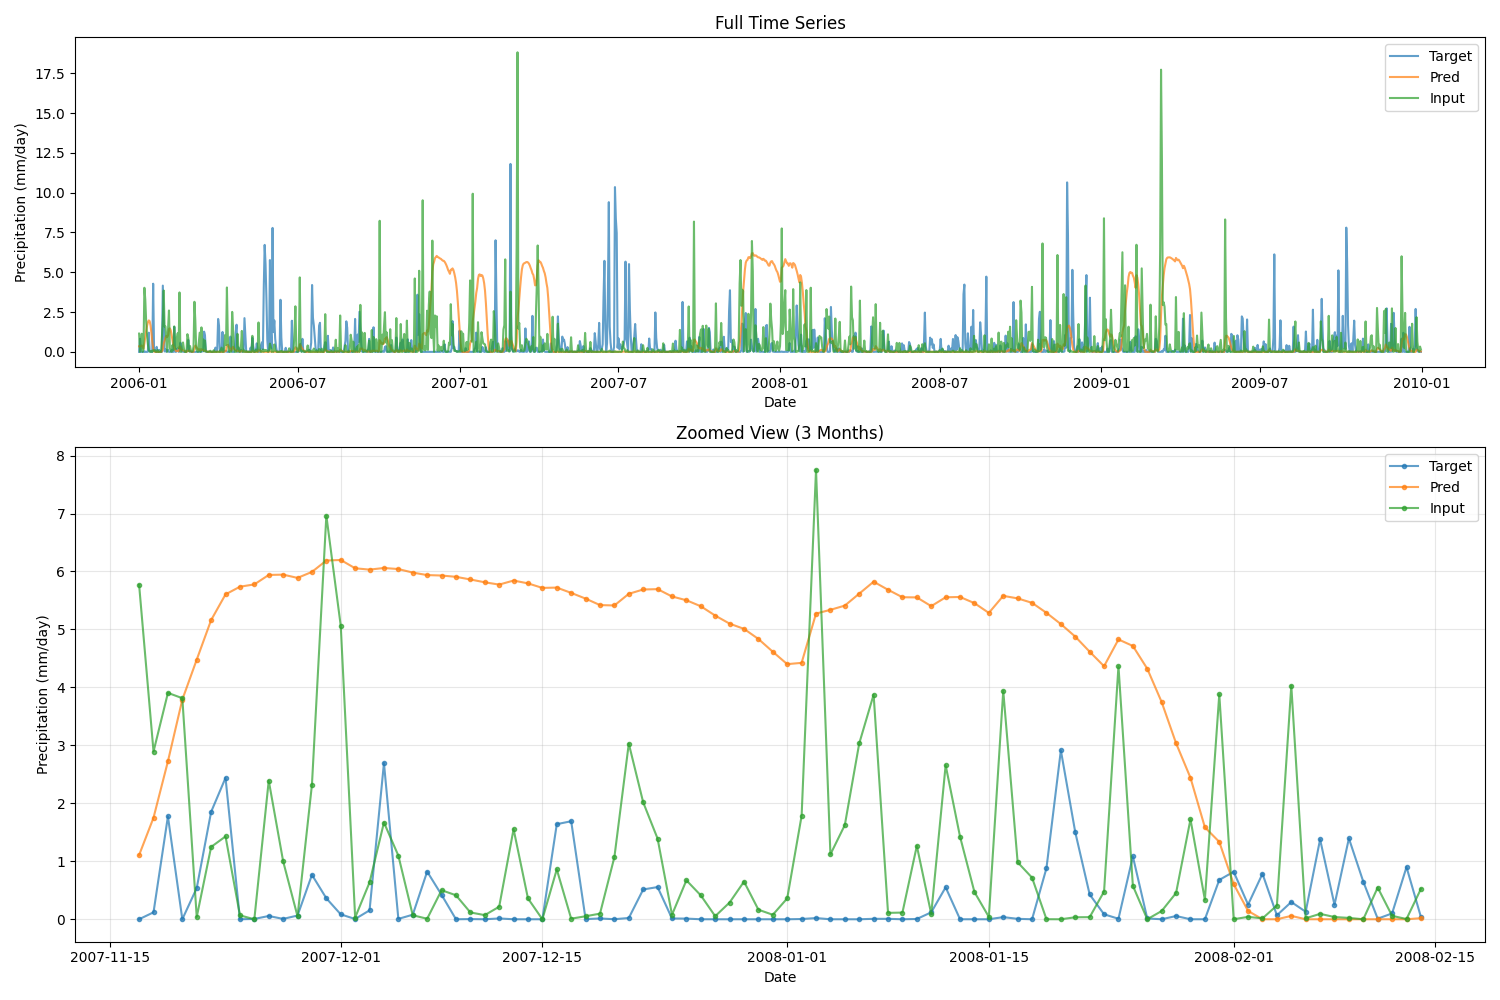 Full Time Series
Precipitation (mm/day)
17.5
15.0
12.5
10.0
7.5
5.0
2.5
0.0
Target
Pred
Input
2006-01 2006-07 2007-01 2007-07 2008-01 2008-07 2009-01 2009-07 2010-01
Date
Zoomed View (3 Months)
Precipitation (mm/day)
8
7
6
5
4
3
2
1
0
Target
Pred
Input
2007-11-15 2007-12-01 2007-12-15 2008-01-01 2008-01-15 2008-02-01 2008-02-15
Date